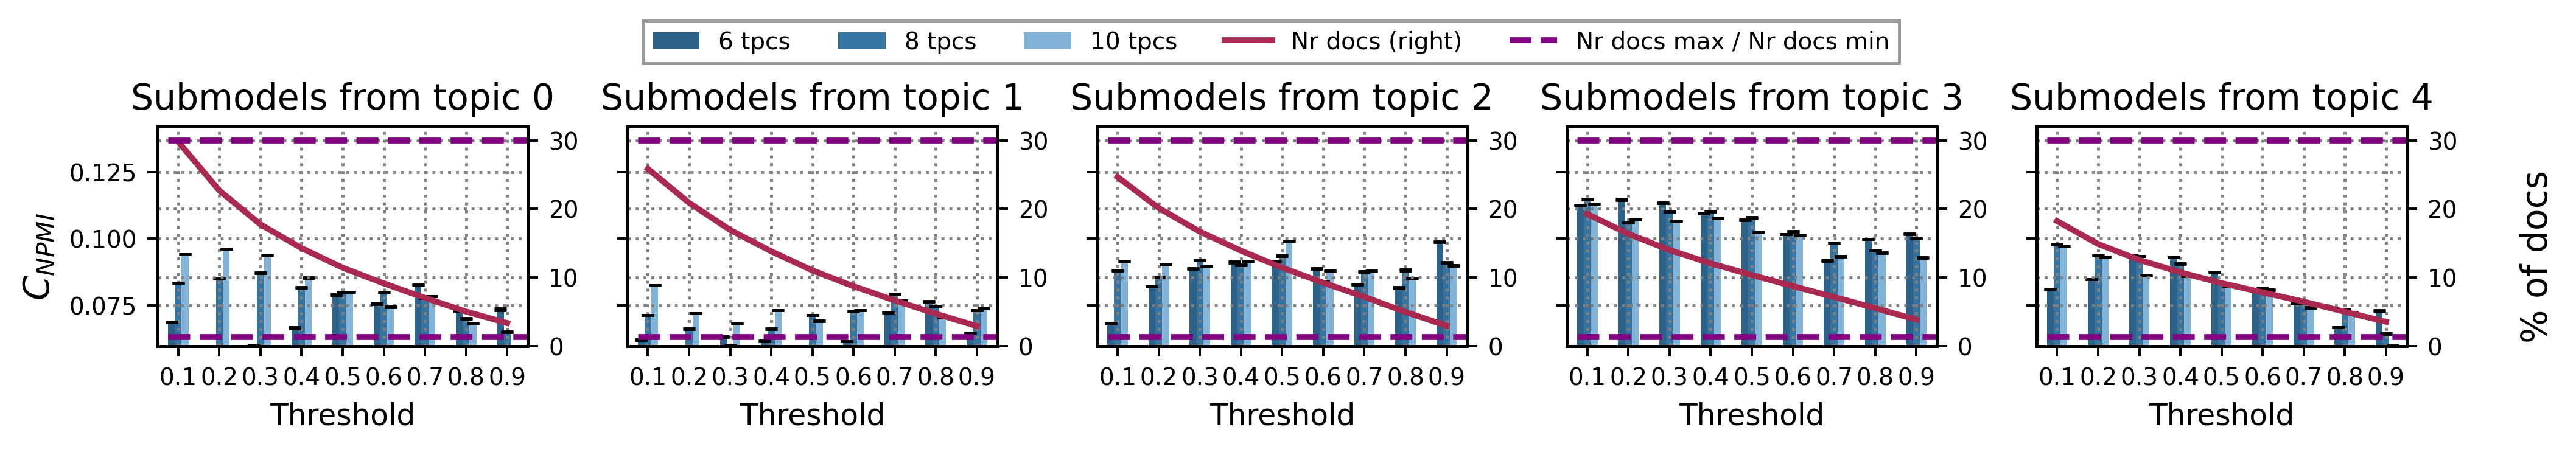 6 tpcs 8 tpcs 10 tpcs Nr docs (right) Nr docs max / Nr docs min
Submodels from topic 0 Submodels from topic 1 Submodels from topic 2 Submodels from topic 3 Submodels from topic 4
C_NPMI
0.125
0.100
0.075
30 30 30 30 30
20 20 20 20 20
10 10 10 10 10
0 0 0 0 0
% of docs
0.1 0.2 0.3 0.4 0.5 0.6 0.7 0.8 0.9 0.1 0.2 0.3 0.4 0.5 0.6 0.7 0.8 0.9 0.1 0.2 0.3 0.4 0.5 0.6 0.7 0.8 0.9 0.1 0.2 0.3 0.4 0.5 0.6 0.7 0.8 0.9 0.1 0.2 0.3 0.4 0.5 0.6 0.7 0.8 0.9
Threshold Threshold Threshold Threshold Threshold